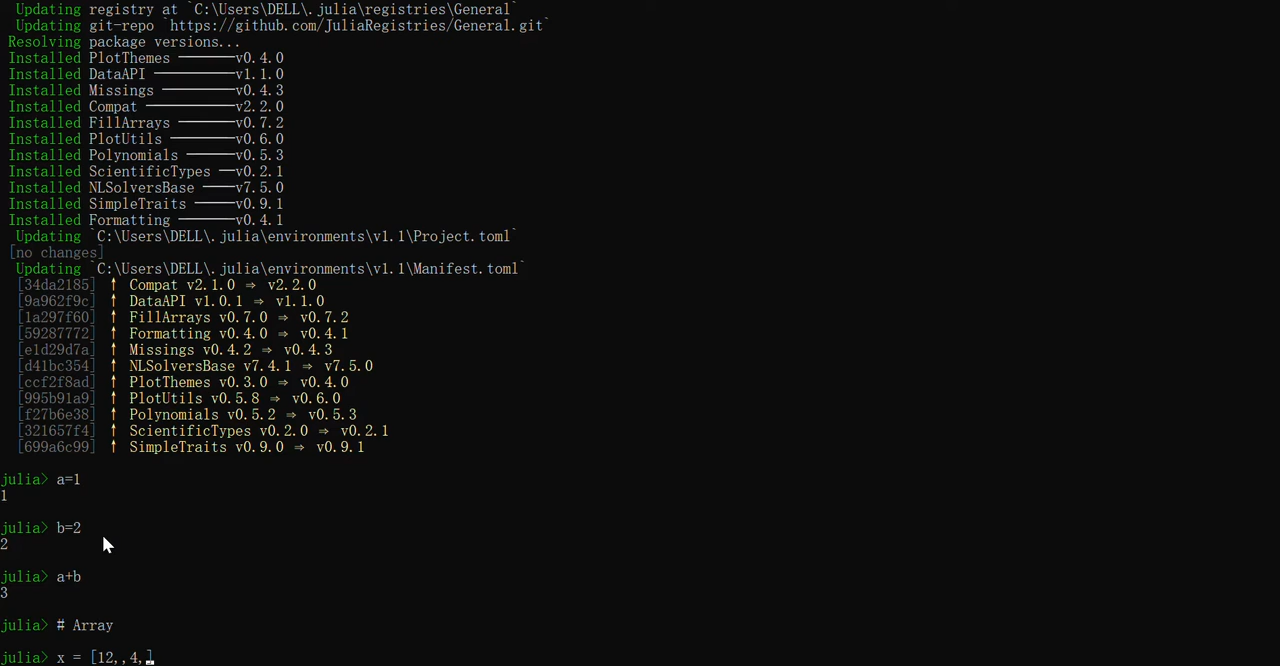 Updating registry at `C:\Users\DELL\.julia\registries\General`
Updating git-repo `https://github.com/JuliaRegistries/General.git`
Resolving package versions...
Installed PlotThemes ───────v0.4.0
Installed DataAPI ──────────v1.1.0
Installed Missings ─────────v0.4.3
Installed Compat ───────────v2.2.0
Installed FillArrays ───────v0.7.2
Installed PlotUtils ────────v0.6.0
Installed Polynomials ──────v0.5.3
Installed ScientificTypes ──v0.2.1
Installed NLSolversBase ────v7.5.0
Installed SimpleTraits ─────v0.9.1
Installed Formatting ───────v0.4.1
Updating `C:\Users\DELL\.julia\environments\v1.1\Project.toml`
[no changes]
Updating `C:\Users\DELL\.julia\environments\v1.1\Manifest.toml`
[34da2185] ↑ Compat v2.1.0 ⇒ v2.2.0
[9a962f9c] ↑ DataAPI v1.0.1 ⇒ v1.1.0
[1a297f60] ↑ FillArrays v0.7.0 ⇒ v0.7.2
[59287772] ↑ Formatting v0.4.0 ⇒ v0.4.1
[e1d29d7a] ↑ Missings v0.4.2 ⇒ v0.4.3
[d41bc354] ↑ NLSolversBase v7.4.1 ⇒ v7.5.0
[ccf2f8ad] ↑ PlotThemes v0.3.0 ⇒ v0.4.0
[995b91a9] ↑ PlotUtils v0.5.8 ⇒ v0.6.0
[f27b6e38] ↑ Polynomials v0.5.2 ⇒ v0.5.3
[321657f4] ↑ ScientificTypes v0.2.0 ⇒ v0.2.1
[699a6c99] ↑ SimpleTraits v0.9.0 ⇒ v0.9.1
julia> a=1
1
julia> b=2
2
julia> a+b
3
julia> # Array
julia> x = [12,,4,]